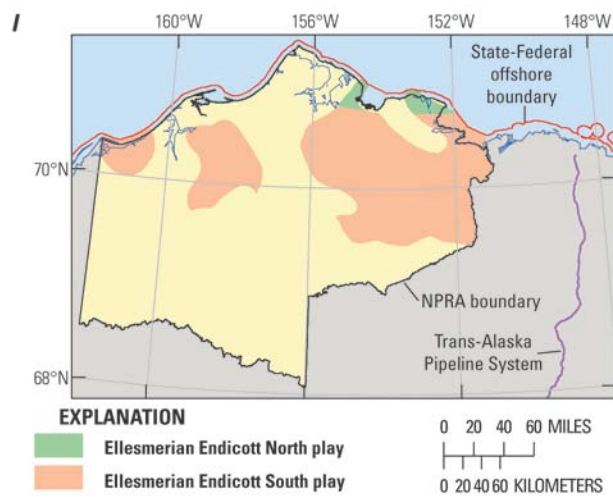 I
160°W
156°W
152°W
148°W
State-Federal
offshore
boundary
70°N
NPRA boundary
Trans-Alaska
Pipeline System
68°N
EXPLANATION
Ellesmerian Endicott North play
Ellesmerian Endicott South play
0 20 40 60 MILES
0 20 40 60 KILOMETERS